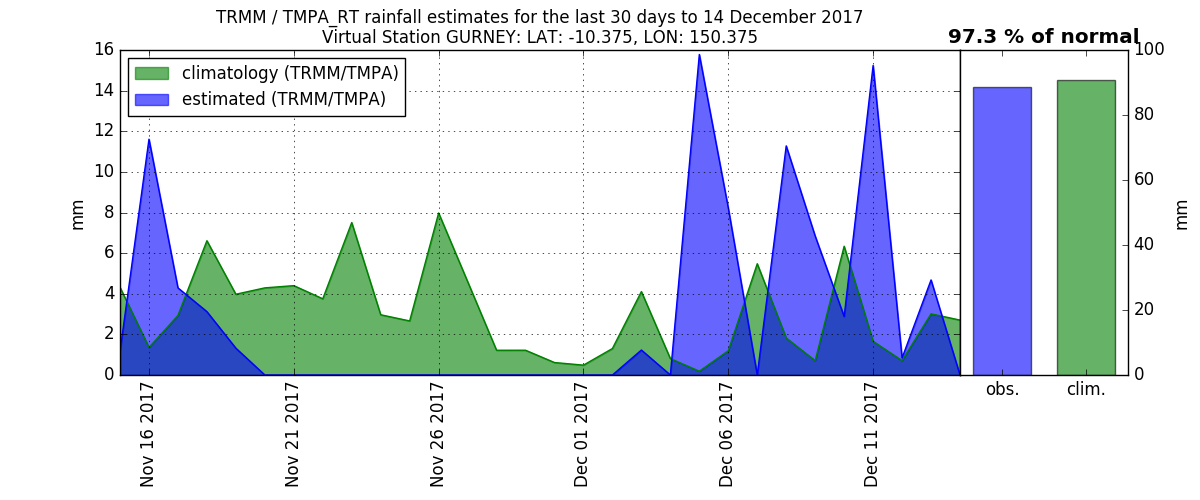 TRMM / TMPA_RT rainfall estimates for the last 30 days to 14 December 2017
Virtual Station GURNEY: LAT: -10.375, LON: 150.375
97.3 % of normal
climatology (TRMM/TMPA)
estimated (TRMM/TMPA)
16
14
12
10
8
6
4
2
0
mm
Nov 16 2017
Nov 21 2017
Nov 26 2017
Dec 01 2017
Dec 06 2017
Dec 11 2017
obs.
clim.
100
80
60
40
20
0
mm